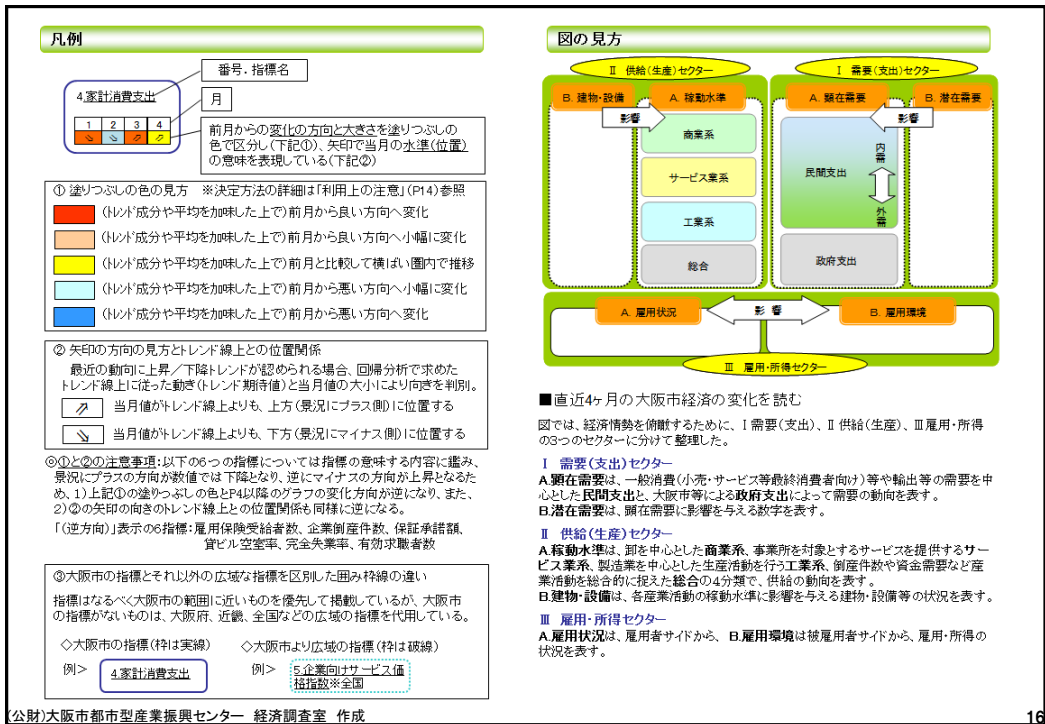 凡例
番号. 指標名
4.家計消費支出
月
1 2 3 4
前月からの変化の方向と大きさを塗りつぶしの
色で区分し(下記①)、矢印で当月の水準(位置)
の意味を表現している(下記②)
① 塗りつぶしの色の見方 ※決定方法の詳細は「利用上の注意」(P14)参照
(トレンド成分や平均を加味した上で)前月から良い方向へ変化
(トレンド成分や平均を加味した上で)前月から良い方向へ小幅に変化
(トレンド成分や平均を加味した上で)前月と比較して横ばい圏内で推移
(トレンド成分や平均を加味した上で)前月から悪い方向へ小幅に変化
(トレンド成分や平均を加味した上で)前月から悪い方向へ変化
② 矢印の方向の見方とトレンド線上との位置関係
最近の動向に上昇/下降トレンドが認められる場合、回帰分析で求めた
トレンド線上に従った動き(トレンド期待値)と当月値の大小により向きを判別。
当月値がトレンド線上よりも、上方(景況にプラス側)に位置する
当月値がトレンド線上よりも、下方(景況にマイナス側)に位置する
◎①と②の注意事項:以下の6つの指標については指標の意味する内容に鑑み、
景況にプラスの方向が数値では下降となり、逆にマイナスの方向が上昇となるた
め、1)上記①の塗りつぶしの色とP4以降のグラフの変化方向が逆になり、また、
2)②の矢印の向きのトレンド線上との位置関係も同様に逆になる。
「(逆方向)」表示の6指標:雇用保険受給者数、企業倒産件数、保証承諾額、
貸ビル空室率、完全失業率、有効求職者数
③大阪市の指標とそれ以外の広域な指標を区別した囲み枠線の違い
指標はなるべく大阪市の範囲に近いものを優先して掲載しているが、大阪市
の指標がないものは、大阪府、近畿、全国などの広域の指標を代用している。
◇大阪市の指標(枠は実線) ◇大阪市より広域の指標(枠は破線)
例> 4.家計消費支出 例> 5.企業向けサービス価
格指数※全国
(公財)大阪市都市型産業振興センター 経済調査室 作成
図の見方
Ⅱ 供給(生産)セクター
Ⅰ 需要(支出)セクター
B. 建物・設備
A. 稼動水準
A. 顕在需要
B. 潜在需要
影響
影響
商業系
サービス業系
工業系
総合
民間支出
内需
外需
政府支出
A. 雇用状況
影 響
B. 雇用環境
Ⅲ 雇用・所得セクター
■直近4ヶ月の大阪市経済の変化を読む
図では、経済情勢を俯瞰するために、Ⅰ需要(支出)、Ⅱ供給(生産)、Ⅲ雇用・所得
の3つのセクターに分けて整理した。
Ⅰ 需要(支出)セクター
A.顕在需要は、一般消費(小売・サービス等最終消費者向け)等や輸出等の需要を中
心とした民間支出と、大阪市等による政府支出によって需要の動向を表す。
B.潜在需要は、顕在需要に影響を与える数字を表す。
Ⅱ 供給(生産)セクター
A.稼動水準は、卸を中心とした商業系、事業所を対象とするサービスを提供するサー
ビス業系、製造業を中心とした生産活動を行う工業系、倒産件数や資金需要など産
業活動を総合的に捉えた総合の4分類で、供給の動向を表す。
B.建物・設備は、各産業活動の稼動水準に影響を与える建物・設備等の状況を表す。
Ⅲ 雇用・所得セクター
A.雇用状況は、雇用者サイドから、B.雇用環境は被雇用者サイドから、雇用・所得の
状況を表す。
16